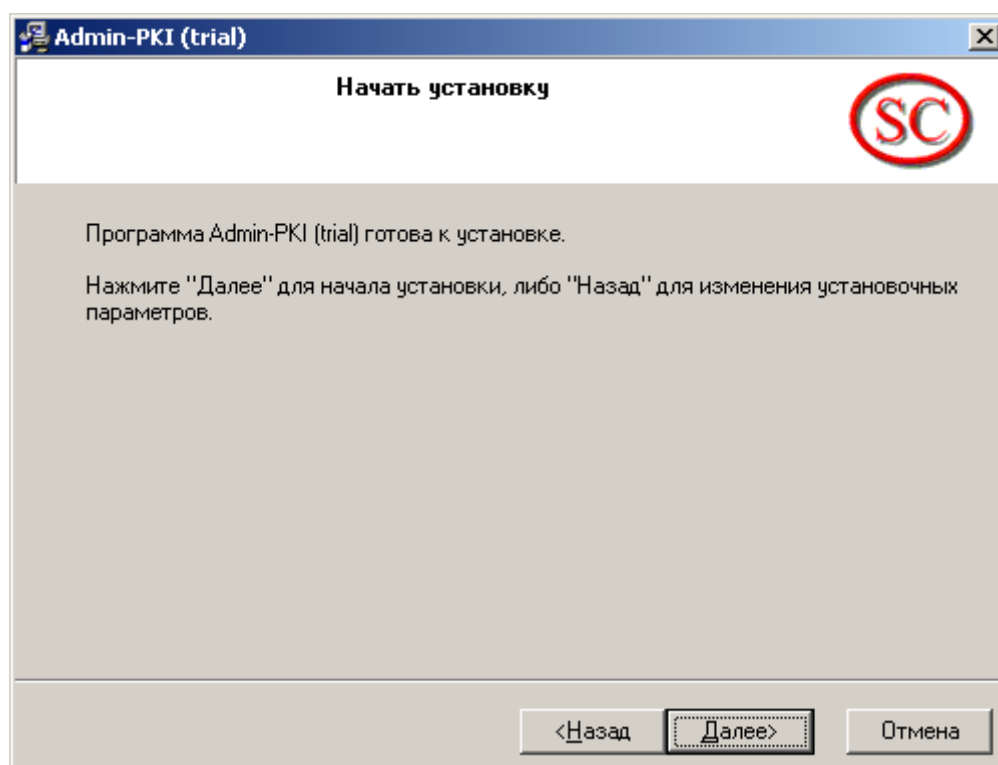 Admin-PKI (trial)
Начать установку
SC
Программа Admin-PKI (trial) готова к установке.
Нажмите "Далее" для начала установки, либо "Назад" для изменения установочных
параметров.
<Назад
Далее>
Отмена